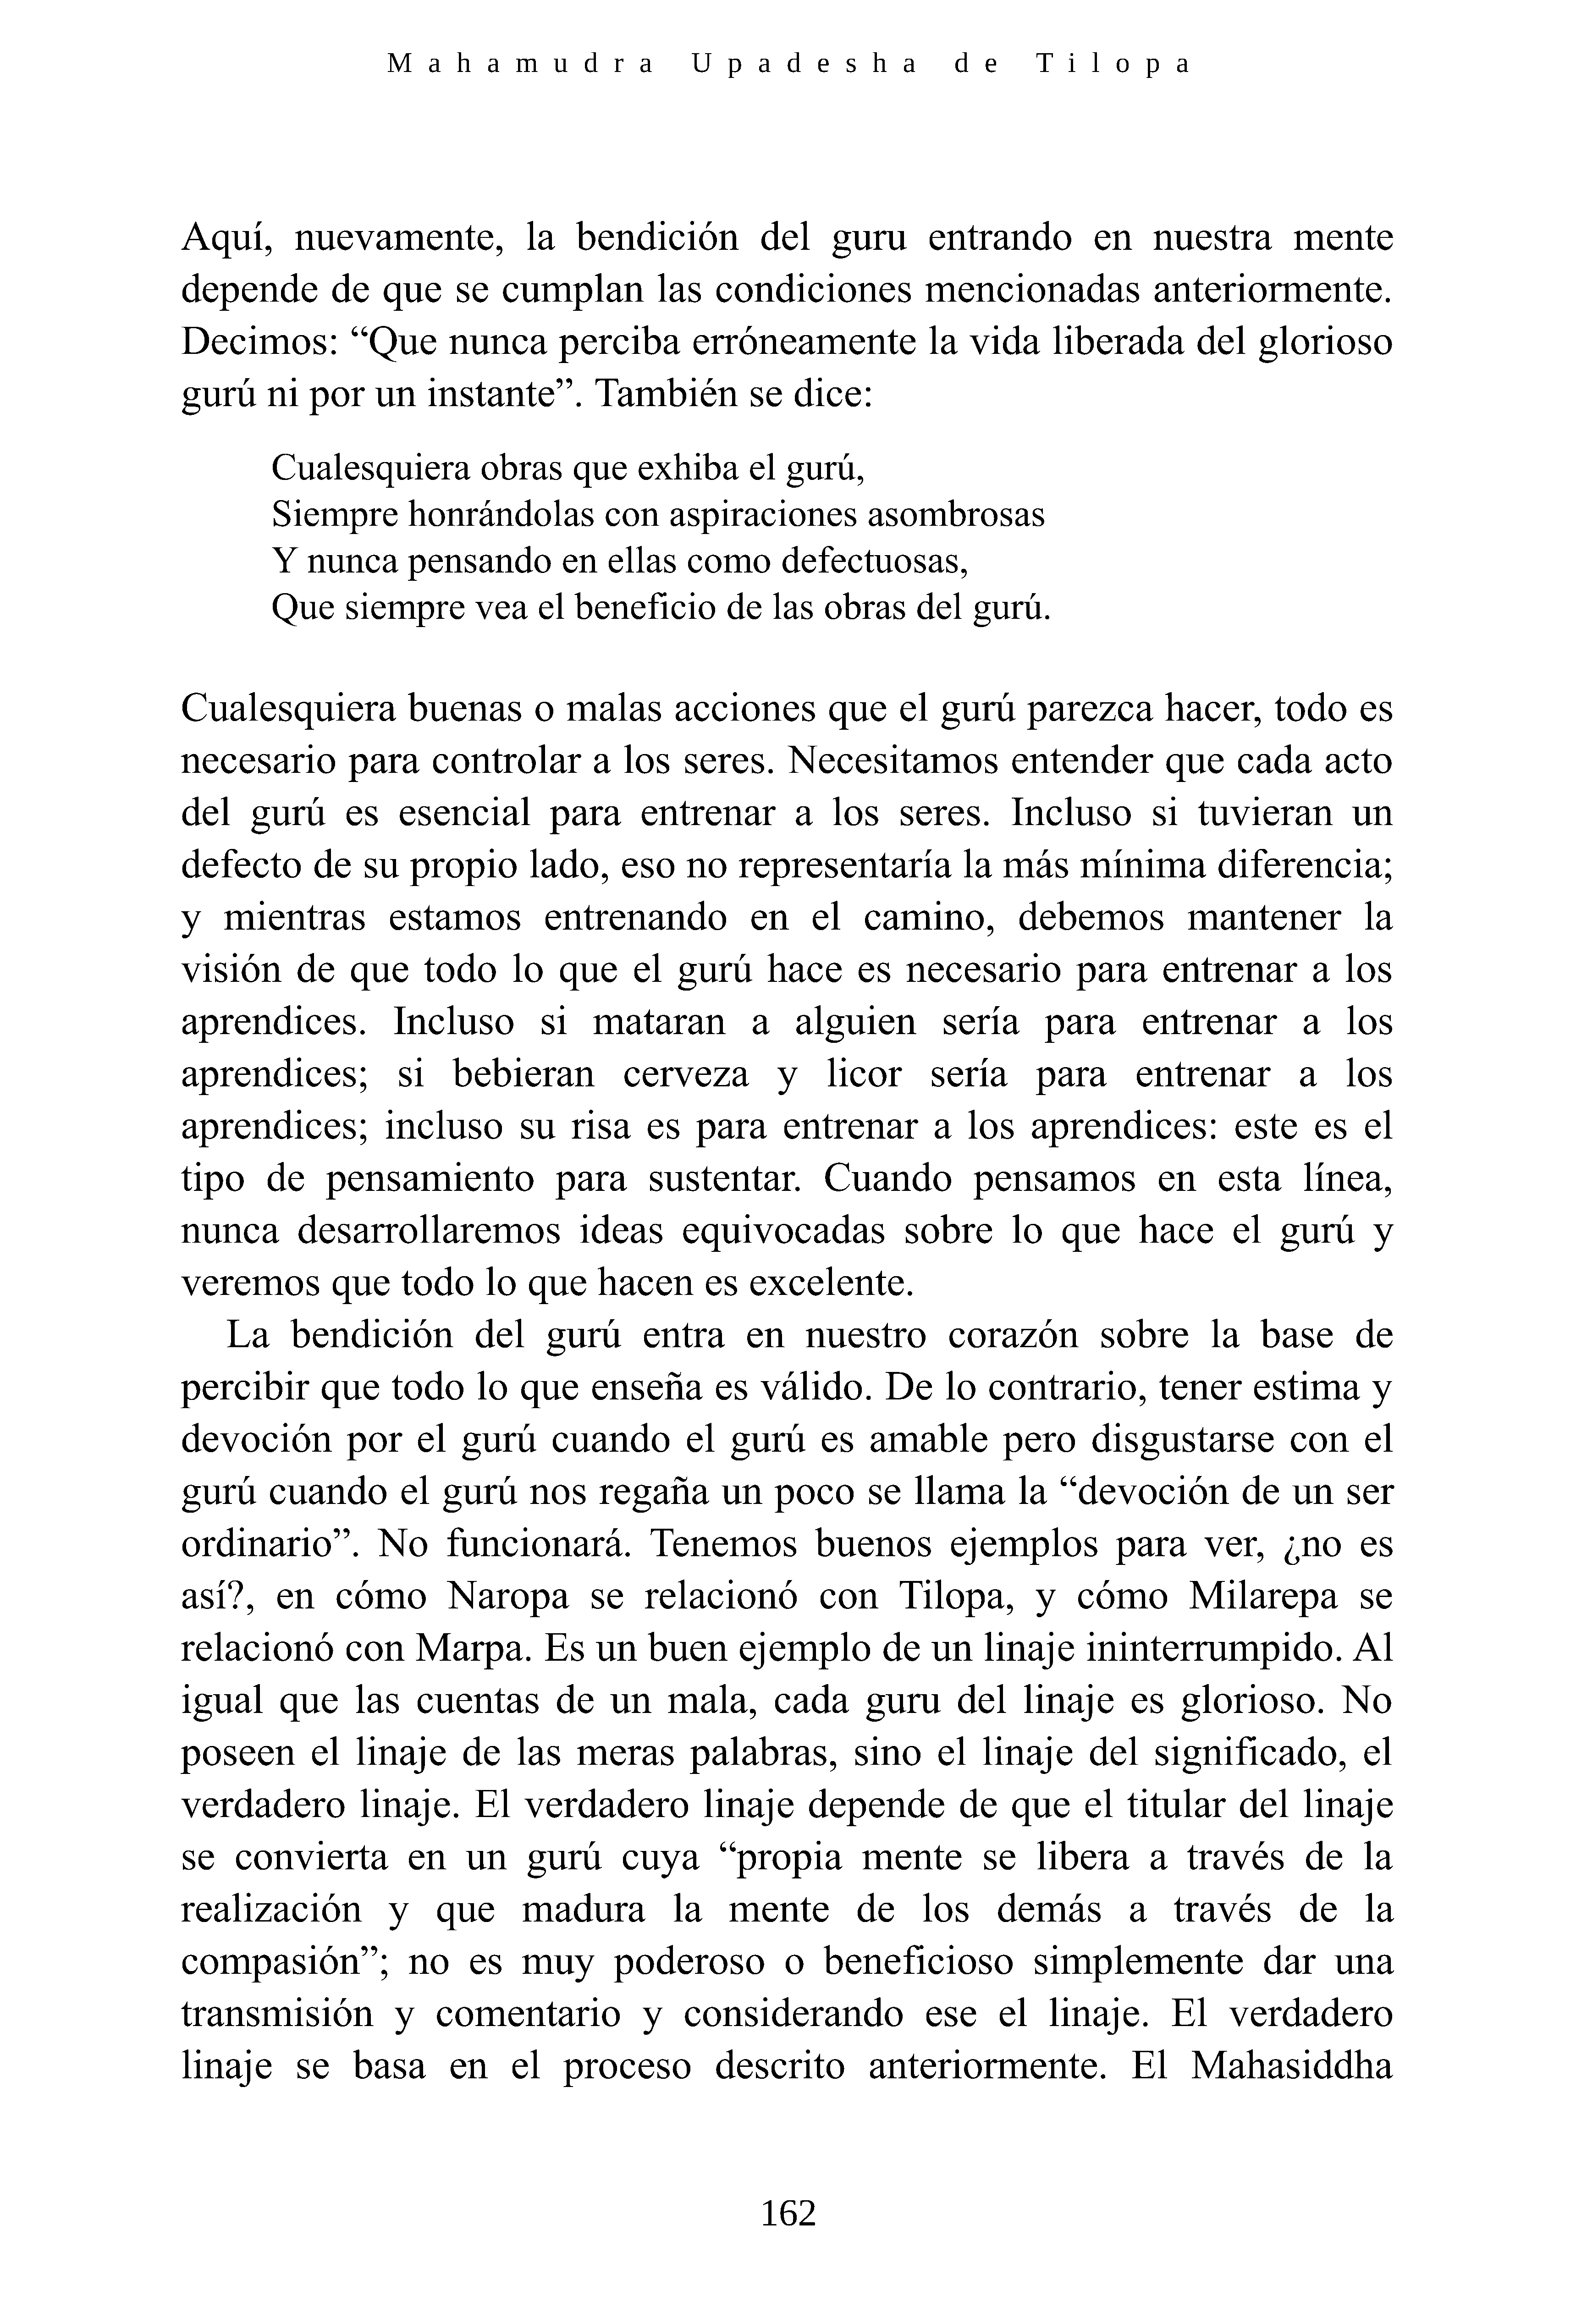 Mahamudra Upadesha de Tilopa
Aquí, nuevamente, la bendición del guru entrando en nuestra mente
depende de que se cumplan las condiciones mencionadas anteriormente.
Decimos: “Que nunca perciba erróneamente la vida liberada del glorioso
gurú ni por un instante”. También se dice:
Cualesquiera obras que exhiba el gurú,
Siempre honrándolas con aspiraciones asombrosas
Y nunca pensando en ellas como defectuosas,
Que siempre vea el beneficio de las obras del gurú.
Cualesquiera buenas o malas acciones que el gurú parezca hacer, todo es
necesario para controlar a los seres. Necesitamos entender que cada acto
del gurú es esencial para entrenar a los seres. Incluso si tuvieran un
defecto de su propio lado, eso no representaría la más mínima diferencia;
y mientras estamos entrenando en el camino, debemos mantener la
visión de que todo lo que el gurú hace es necesario para entrenar a los
aprendices. Incluso si mataran a alguien sería para entrenar a los
aprendices; si bebieran cerveza y licor sería para entrenar a los
aprendices; incluso su risa es para entrenar a los aprendices: este es el
tipo de pensamiento para sustentar. Cuando pensamos en esta línea,
nunca desarrollaremos ideas equivocadas sobre lo que hace el gurú y
veremos que todo lo que hacen es excelente.
La bendición del gurú entra en nuestro corazón sobre la base de
percibir que todo lo que enseña es válido. De lo contrario, tener estima y
devoción por el gurú cuando el gurú es amable pero disgustarse con el
gurú cuando el gurú nos regaña un poco se llama la “devoción de un ser
ordinario”. No funcionará. Tenemos buenos ejemplos para ver, ¿no es
así?, en cómo Naropa se relacionó con Tilopa, y cómo Milarepa se
relacionó con Marpa. Es un buen ejemplo de un linaje ininterrumpido. Al
igual que las cuentas de un mala, cada guru del linaje es glorioso. No
poseen el linaje de las meras palabras, sino el linaje del significado, el
verdadero linaje. El verdadero linaje depende de que el titular del linaje
se convierta en un gurú cuya “propia mente se libera a través de la
realización y que madura la mente de los demás a través de la
compasión”; no es muy poderoso o beneficioso simplemente dar una
transmisión y comentario y considerando ese el linaje. El verdadero
linaje se basa en el proceso descrito anteriormente. El Mahasiddha
162